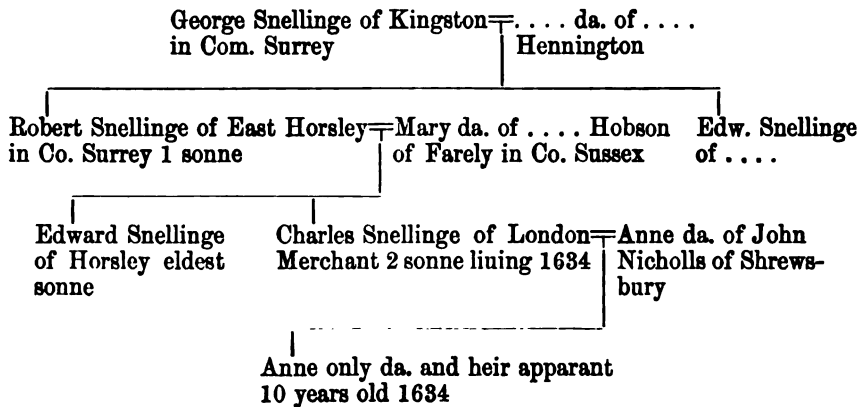 George Snellinge of Kingston=. . . . da. of . . . .
in Com. Surrey
Hennington
Robert Snellinge of East Horsley=Mary da. of . . . . Hobson
in Co. Surrey 1 sonne
of Farely in Co. Sussex
Edw. Snellinge
of . . . .
Edward Snellinge
of Horsley eldest
sonne
Charles Snellinge of London=Anne da. of John
Merchant 2 sonne liuing 1634
Nicholls of Shrews-
bury
Anne only da. and heir apparant
10 years old 1634